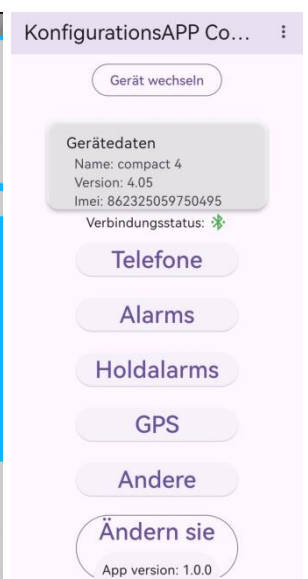 KonfigurationsAPP Co...
Gerät wechseln
Gerätedaten
Name: compact 4
Version: 4.05
Imei: 862325059750495
Verbindungsstatus:
Telefone
Alarms
Holdalarms
GPS
Andere
Ändern sie
App version: 1.0.0